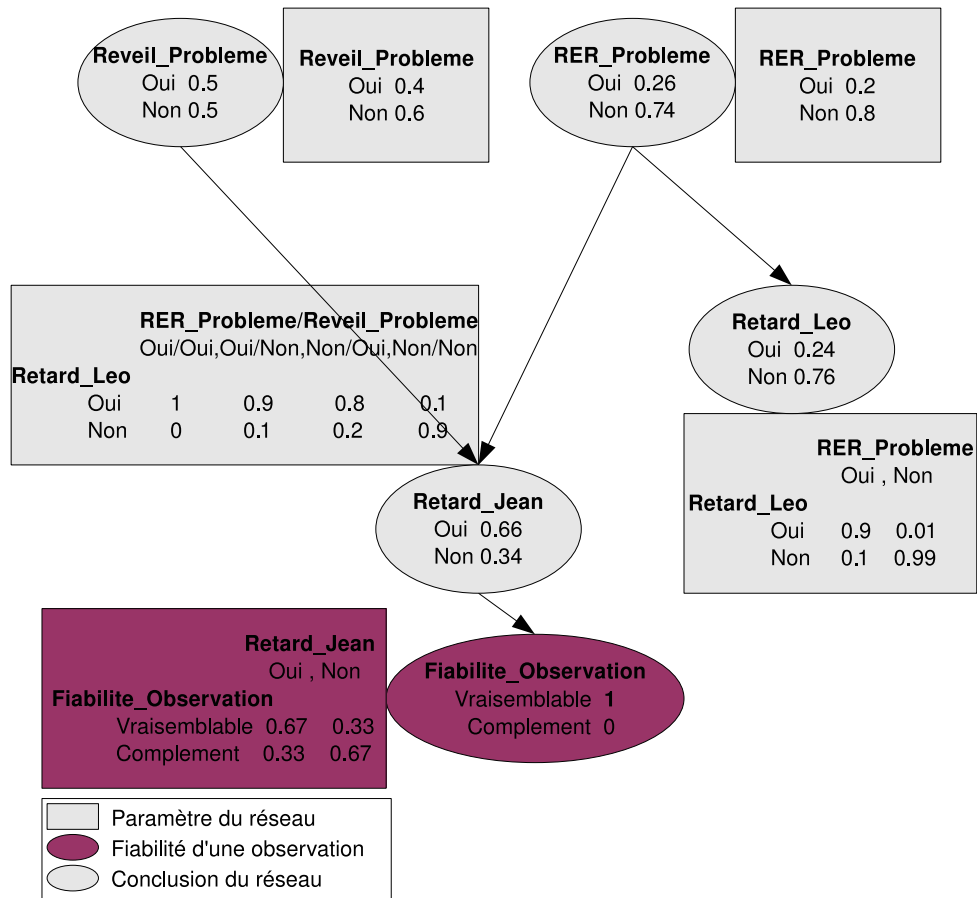 Reveil_Probleme
Oui 0.5
Non 0.5
Reveil_Probleme
Oui 0.4
Non 0.6
RER_Probleme
Oui 0.26
Non 0.74
RER_Probleme
Oui 0.2
Non 0.8
RER_Probleme/Reveil_Probleme
Oui/Oui,Oui/Non,Non/Oui,Non/Non
Retard_Leo
Oui 1 0.9 0.8 0.1
Non 0 0.1 0.2 0.9
Retard_Leo
Oui 0.24
Non 0.76
RER_Probleme
Oui , Non
Retard_Leo
Oui 0.9 0.01
Non 0.1 0.99
Retard_Jean
Oui 0.66
Non 0.34
Retard_Jean
Oui , Non
Fiabilite_Observation
Vraisemblable 0.67 0.33
Complement 0.33 0.67
Fiabilite_Observation
Vraisemblable 1
Complement 0
Paramètre du réseau
Fiabilité d'une observation
Conclusion du réseau